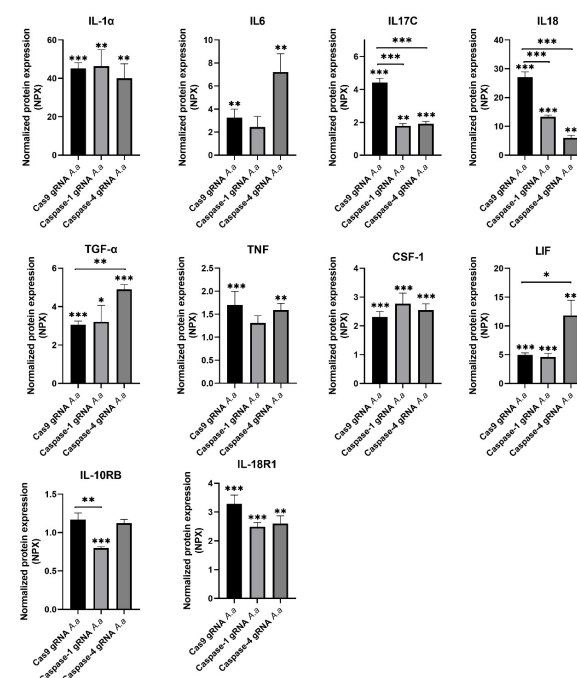 IL-1α
Normalized protein expression
(NPX)
60
40
20
0
***
**
**
Cas9 gRNA A.a
Caspase-1 gRNA A.a
Caspase-4 gRNA A.a
IL6
Normalized protein expression
(NPX)
10
8
6
4
2
0
**
**
Cas9 gRNA A.a
Caspase-1 gRNA A.a
Caspase-4 gRNA A.a
IL17C
Normalized protein expression
(NPX)
6
4
2
0
***
***
***
**
***
Cas9 gRNA A.a
Caspase-1 gRNA A.a
Caspase-4 gRNA A.a
IL18
Normalized protein expression
(NPX)
40
30
20
10
0
***
***
***
***
**
Cas9 gRNA A.a
Caspase-1 gRNA A.a
Caspase-4 gRNA A.a
TGF-α
Normalized protein expression
(NPX)
6
4
2
0
**
***
*
***
Cas9 gRNA A.a
Caspase-1 gRNA A.a
Caspase-4 gRNA A.a
TNF
Normalized protein expression
(NPX)
2.5
2.0
1.5
1.0
0.5
0.0
***
**
Cas9 gRNA A.a
Caspase-1 gRNA A.a
Caspase-4 gRNA A.a
CSF-1
Normalized protein expression
(NPX)
4
3
2
1
0
***
***
***
Cas9 gRNA A.a
Caspase-1 gRNA A.a
Caspase-4 gRNA A.a
LIF
Normalized protein expression
(NPX)
20
15
10
5
0
*
***
***
**
Cas9 gRNA A.a
Caspase-1 gRNA A.a
Caspase-4 gRNA A.a
IL-10RB
Normalized protein expression
(NPX)
1.5
1.0
0.5
0.0
**
***
Cas9 gRNA A.a
Caspase-1 gRNA A.a
Caspase-4 gRNA A.a
IL-18R1
Normalized protein expression
(NPX)
4
3
2
1
0
***
***
**
Cas9 gRNA A.a
Caspase-1 gRNA A.a
Caspase-4 gRNA A.a